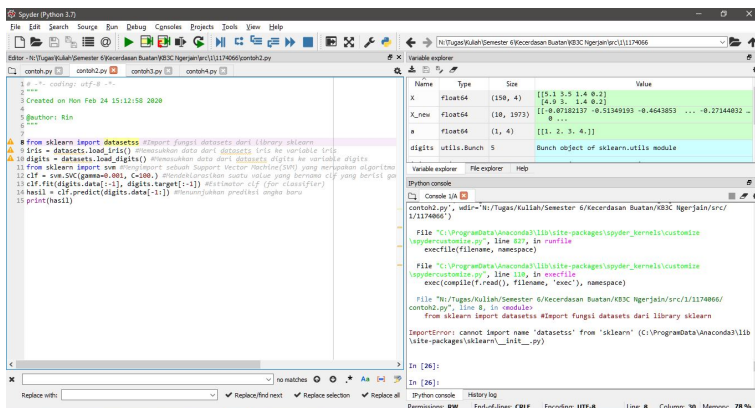 Spyder (Python 3.7)
File Edit Search Source Run Debug Consoles Projects Tools View Help
N:\Tugas\Kuliah\Semester 6\Kecerdasan Buatan\KB3C Ngerjain\src\1\1174066
Editor - N:\Tugas\Kuliah\Semester 6\Kecerdasan Buatan\KB3C Ngerjain\src\1\1174066\contoh2.py
contoh.py contoh2.py contoh3.py contoh4.py
1 # -*- coding: utf-8 -*-
2 """
3 Created on Mon Feb 24 15:12:58 2020
4
5 @author: Rin
6 """
7
8 from sklearn import datasetss #Import fungsi datasets dari library sklearn
9 iris = datasets.load_iris() #Memasukkan data dari datasets iris ke variable iris
10 digits = datasets.load_digits() #Memasukkan data dari datasets digits ke variable digits
11 from sklearn import svm #Mengimport sebuah Support Vector Machine(SVM) yang merupakan algoritma
12 clf = svm.SVC(gamma=0.001, C=100.) #Mendeklarasikan suatu value yang bernama clf yang berisi ga
13 clf.fit(digits.data[:-1], digits.target[:-1]) #Estimator clf (for classifier)
14 hasil = clf.predict(digits.data[-1:]) #Menunnjukkan prediksi angka baru
15 print(hasil)
no matches Aa
Replace with: Replace/find next Replace selection Replace all
Variable explorer
Name Type Size Value
X float64 (150, 4) [[5.1 3.5 1.4 0.2]
[4.9 3. 1.4 0.2]
X_new float64 (10, 1973) [[-0.07182137 -0.51349193 -0.4643853 ... -0.27144032 …
0 ...
a float64 (1, 4) [[1. 2. 3. 4.]]
digits utils.Bunch 5 Bunch object of sklearn.utils module
Variable explorer File explorer Help
IPython console
Console 1/A
contoh2.py', wdir='N:/Tugas/Kuliah/Semester 6/Kecerdasan Buatan/KB3C Ngerjain/src/
1/1174066')
File "C:\ProgramData\Anaconda3\lib\site-packages\spyder_kernels\customize
\spydercustomize.py", line 827, in runfile
execfile(filename, namespace)
File "C:\ProgramData\Anaconda3\lib\site-packages\spyder_kernels\customize
\spydercustomize.py", line 110, in execfile
exec(compile(f.read(), filename, 'exec'), namespace)
File "N:/Tugas/Kuliah/Semester 6/Kecerdasan Buatan/KB3C Ngerjain/src/1/1174066/
contoh2.py", line 8, in <module>
from sklearn import datasetss #Import fungsi datasets dari library sklearn
ImportError: cannot import name 'datasetss' from 'sklearn' (C:\ProgramData\Anaconda3\lib
\site-packages\sklearn\__init__.py)
In [26]:
In [26]:
IPython console History log
Permissions: RW End-of-lines: CRLF Encoding: UTF-8 Line: 8 Column: 30 Memory: 78 %